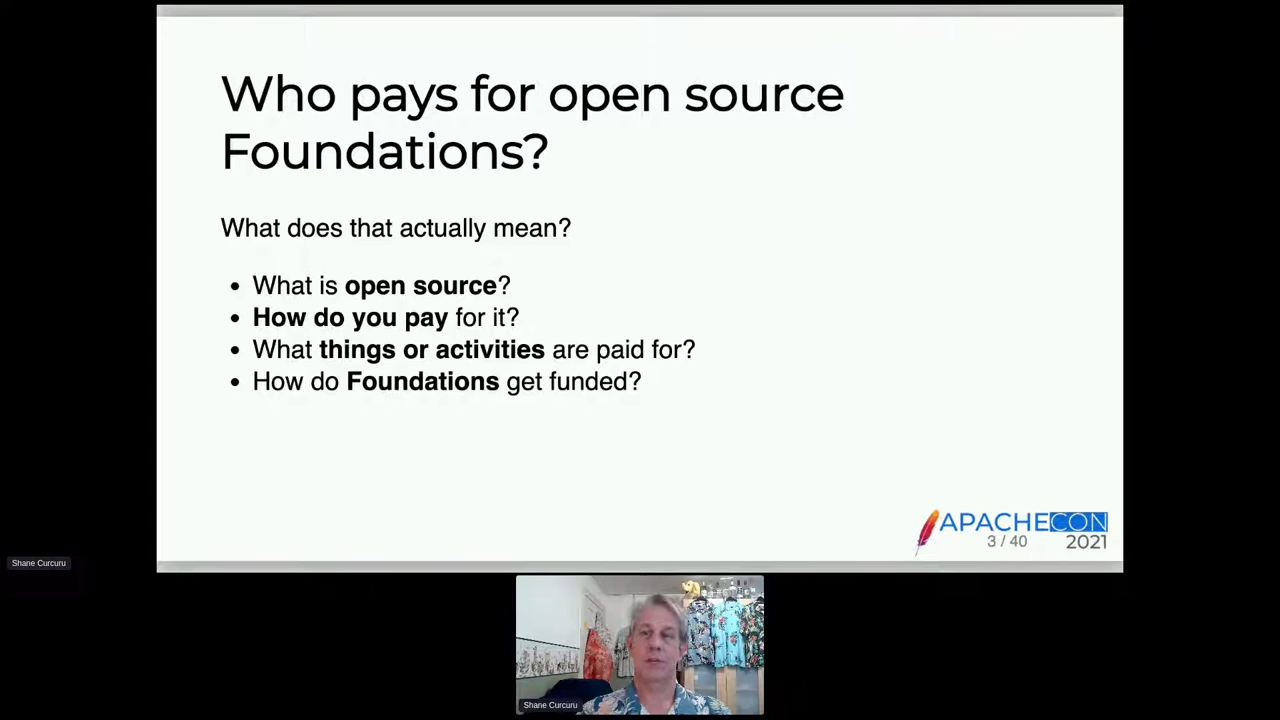 Who pays for open source
Foundations?
What does that actually mean?
What is open source?
How do you pay for it?
What things or activities are paid for?
How do Foundations get funded?
APACHECON
3 / 40
2021
Shane Curcuru
Shane Curcuru